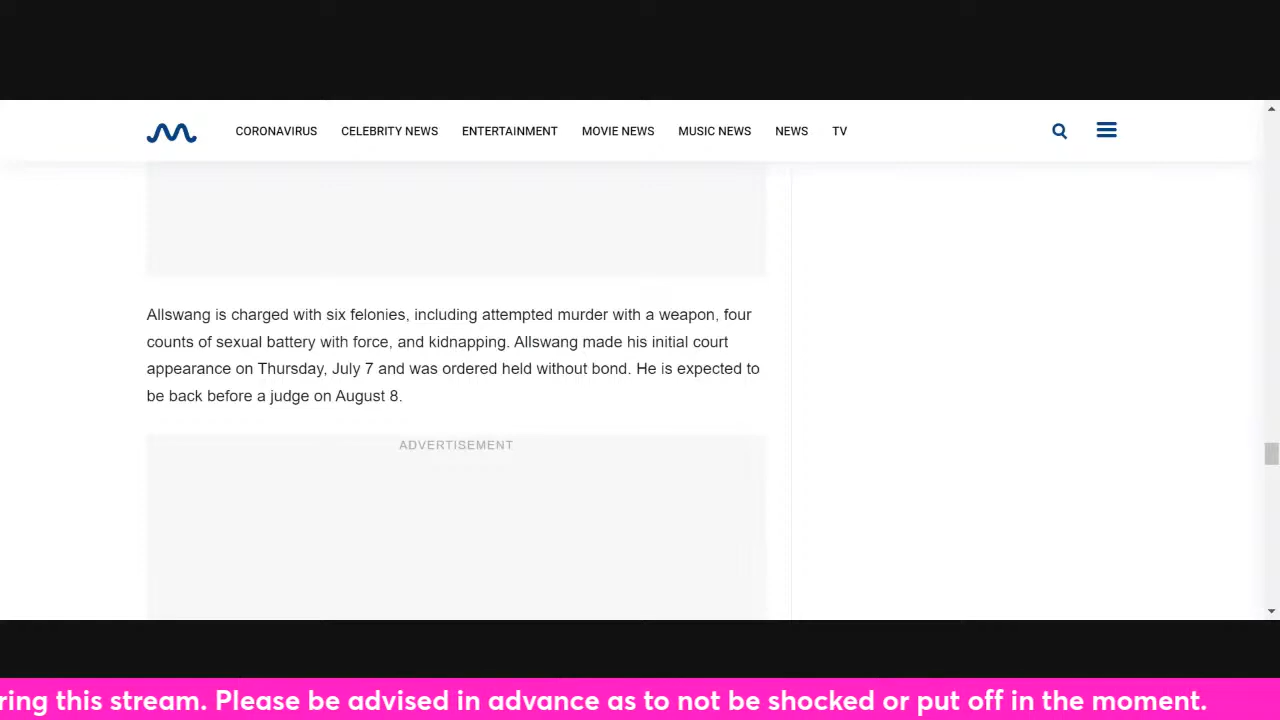 CORONAVIRUS CELEBRITY NEWS ENTERTAINMENT MOVIE NEWS MUSIC NEWS NEWS TV
Allswang is charged with six felonies, including attempted murder with a weapon, four
counts of sexual battery with force, and kidnapping. Allswang made his initial court
appearance on Thursday, July 7 and was ordered held without bond. He is expected to
be back before a judge on August 8.
ADVERTISEMENT
ring this stream. Please be advised in advance as to not be shocked or put off in the moment.